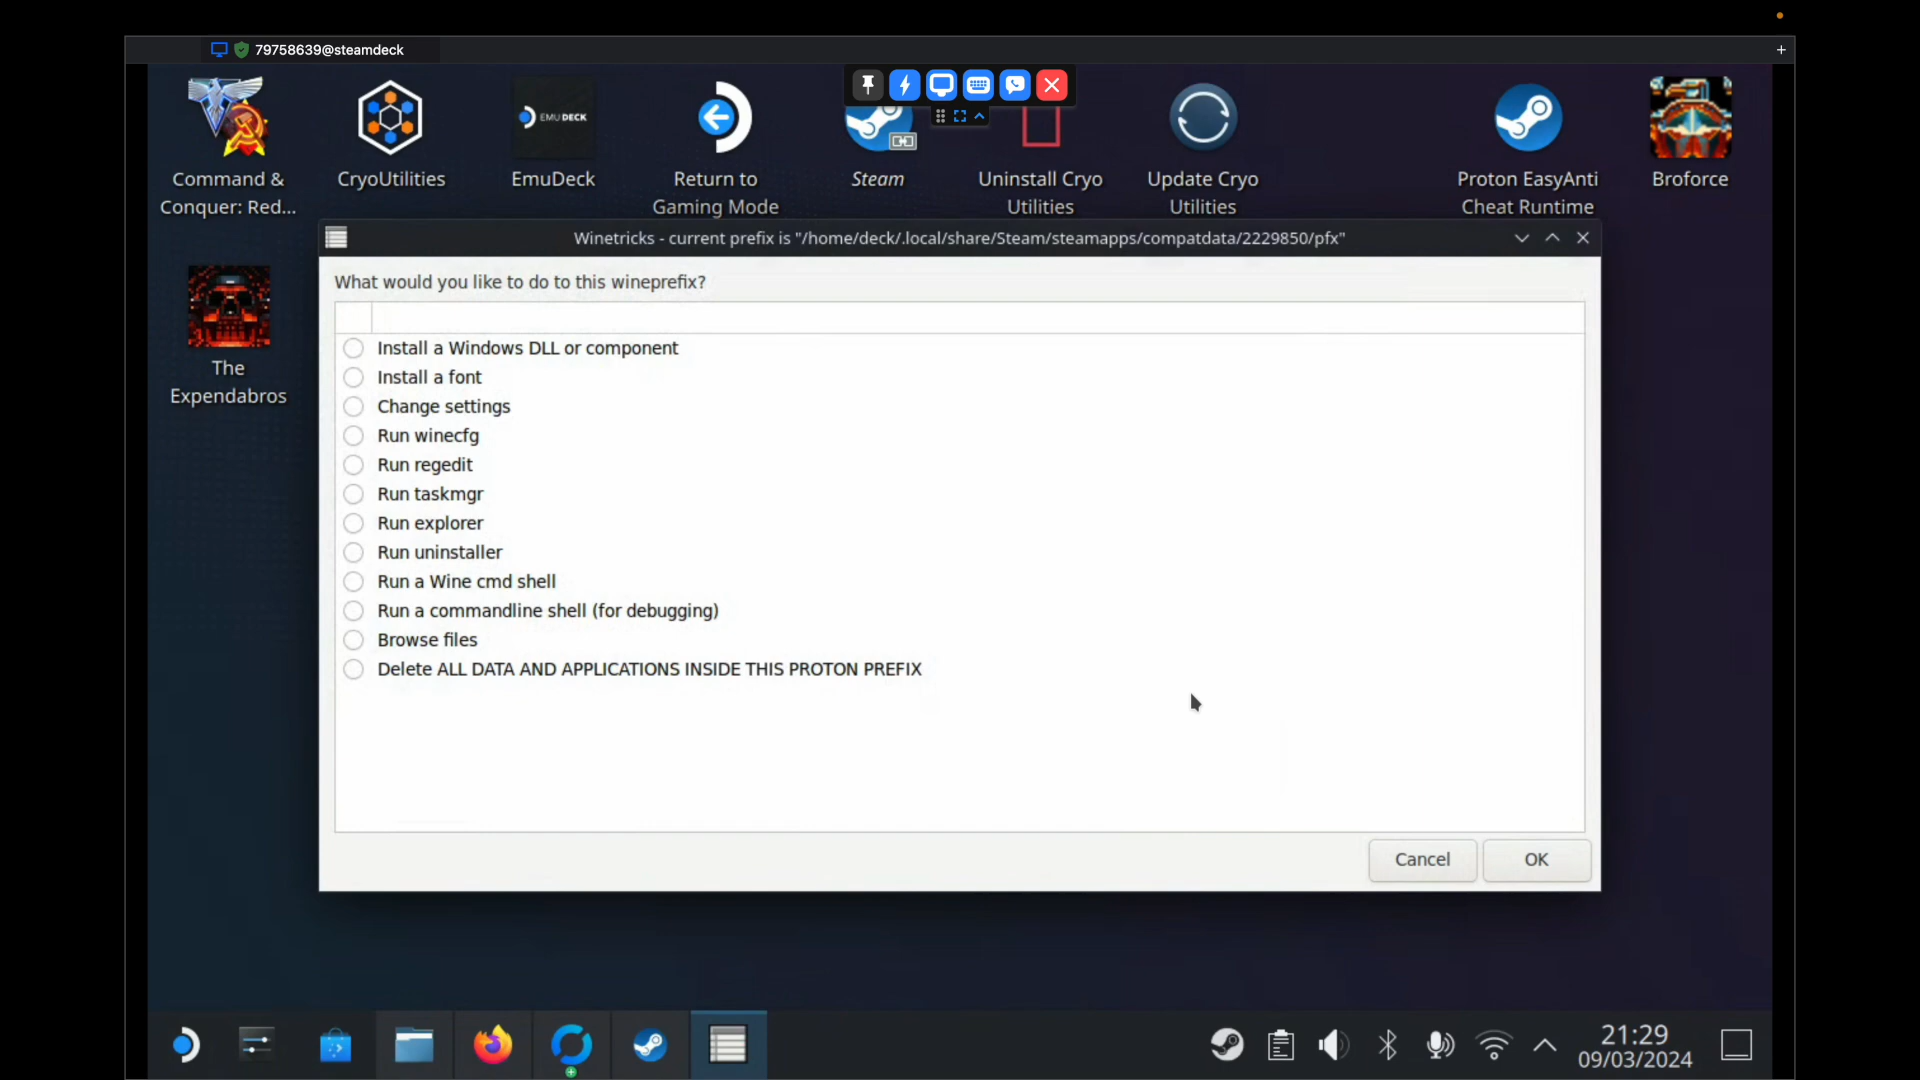 79758639@steamdeck
+
Command &
Conquer: Red...
CryoUtilities
EMUDECK
EmuDeck
Return to
Gaming Mode
Steam
Uninstall Cryo
Utilities
Update Cryo
Utilities
Proton EasyAnti
Cheat Runtime
Broforce
The
Expendabros
Winetricks - current prefix is "/home/deck/.local/share/Steam/steamapps/compatdata/2229850/pfx"
What would you like to do to this wineprefix?
Install a Windows DLL or component
Install a font
Change settings
Run winecfg
Run regedit
Run taskmgr
Run explorer
Run uninstaller
Run a Wine cmd shell
Run a commandline shell (for debugging)
Browse files
Delete ALL DATA AND APPLICATIONS INSIDE THIS PROTON PREFIX
Cancel
OK
21:29
09/03/2024